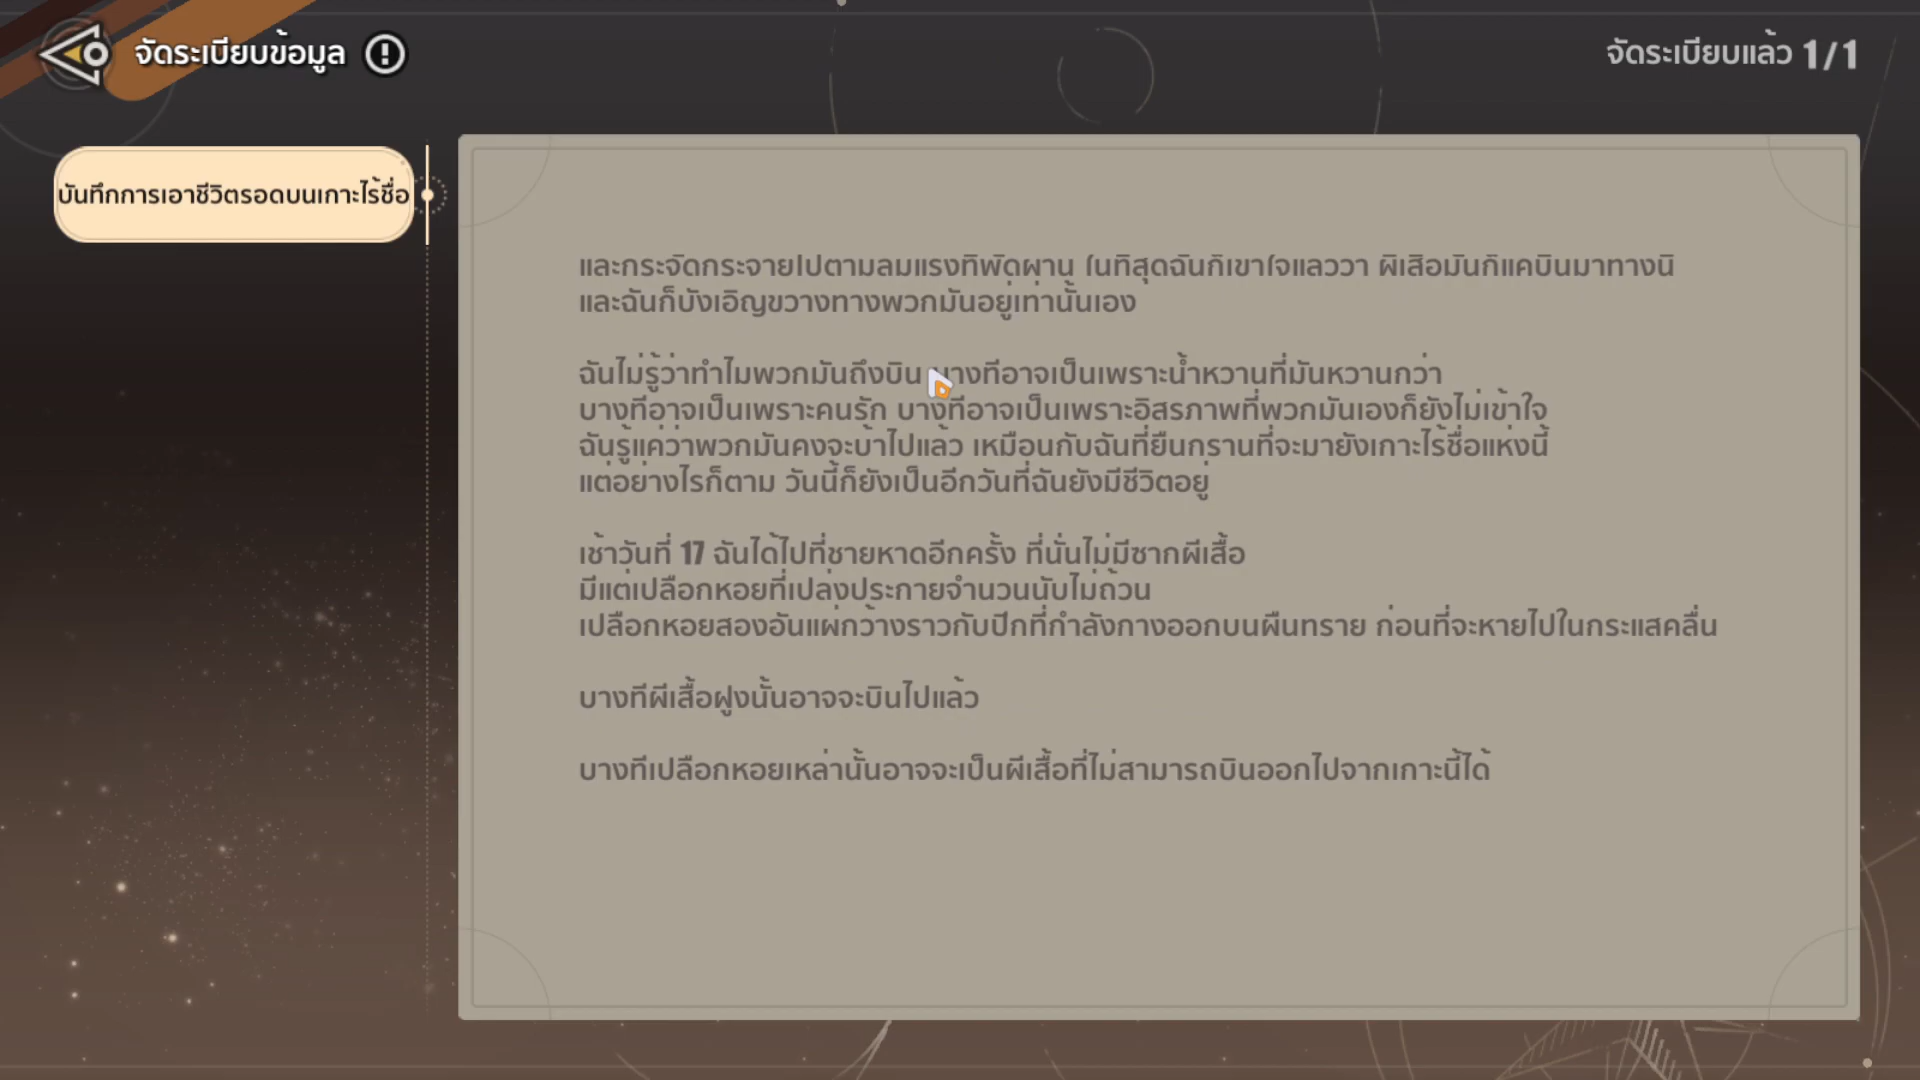 จัดระเบียบข้อมูล
จัดระเบียบแล้ว 1/1
บันทึกการเอาชีวิตรอดบนเกาะไร้ชื่อ
และกระจัดกระจายไปตามลมแรงที่พัดผ่าน ในที่สุดฉันก็เข้าใจแล้วว่า ผีเสื้อมันก็แค่บินมาทางนี้
และฉันก็บังเอิญขวางทางพวกมันอยู่เท่านั้นเอง
ฉันไม่รู้ว่าทำไมพวกมันถึงบิน บางทีอาจเป็นเพราะน้ำหวานที่มันหวานกว่า
บางทีอาจเป็นเพราะคนรัก บางทีอาจเป็นเพราะอิสรภาพที่พวกมันเองก็ยังไม่เข้าใจ
ฉันรู้แค่ว่าพวกมันคงจะบ้าไปแล้ว เหมือนกับฉันที่ยืนกรานที่จะมายังเกาะไร้ชื่อแห่งนี้
แต่อย่างไรก็ตาม วันนี้ก็ยังเป็นอีกวันที่ฉันยังมีชีวิตอยู่
เช้าวันที่ 17 ฉันได้ไปที่ชายหาดอีกครั้ง ที่นั่นไม่มีซากผีเสื้อ
มีแต่เปลือกหอยที่เปล่งประกายจำนวนนับไม่ถ้วน
เปลือกหอยสองอันแผ่กว้างราวกับปีกที่กำลังกางออกบนผืนทราย ก่อนที่จะหายไปในกระแสคลื่น
บางทีผีเสื้อฝูงนั้นอาจจะบินไปแล้ว
บางทีเปลือกหอยเหล่านั้นอาจจะเป็นผีเสื้อที่ไม่สามารถบินออกไปจากเกาะนี้ได้